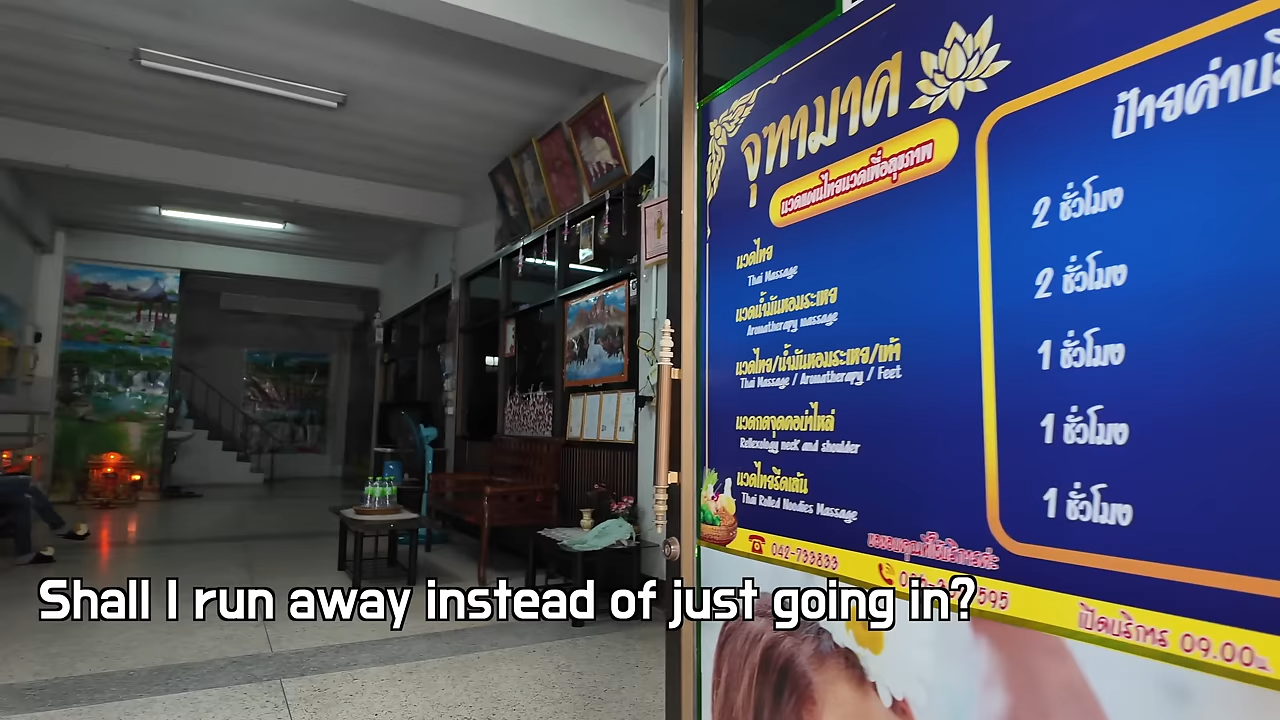 จุฑามาศ
นวดแผนไทยนวดเพื่อสุขภาพ
นวดไทย
Thai Massage
นวดน้ำมันหอมระเหย
Aromatherapy massage
นวดไทย/น้ำมันหอมระเหย/เท้า
Thai Massage / Aromatherapy / Feet
นวดกดจุดคอบ่าไหล่
Reflexology neck and shoulder
นวดไทยรีดเส้น
Thai Rolled Noodles Massage
ป้ายค่าบริ
2 ชั่วโมง
2 ชั่วโมง
1 ชั่วโมง
1 ชั่วโมง
1 ชั่วโมง
042-733833
ขอขอบคุณที่ใช้บริการค่ะ
595
เปิดบริการ 09.00น.
Shall I run away instead of just going in?